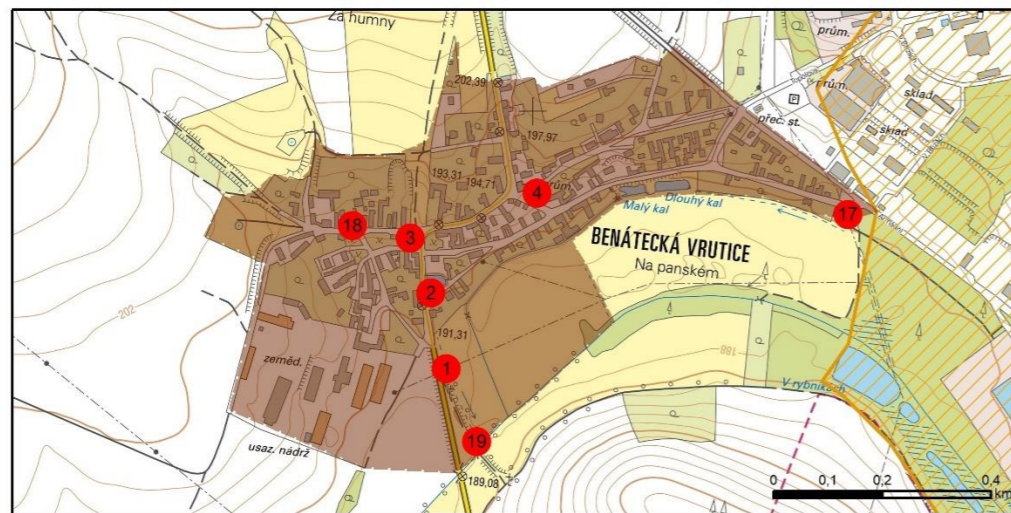 Za humny
prům.
202,39
Topolová
prům.
sklad
přeč. st.
sklad
197,97
193,31
194,71
4
prům.
Malý kal
Dlouhý kal
17
18
3
BENÁTECKÁ VRUTICE
Na panském
2
202
191,31
zeměd.
1
188
V rybníkách
19
usaz. nádrž
189,08
0
0,1
0,2
0,4
km